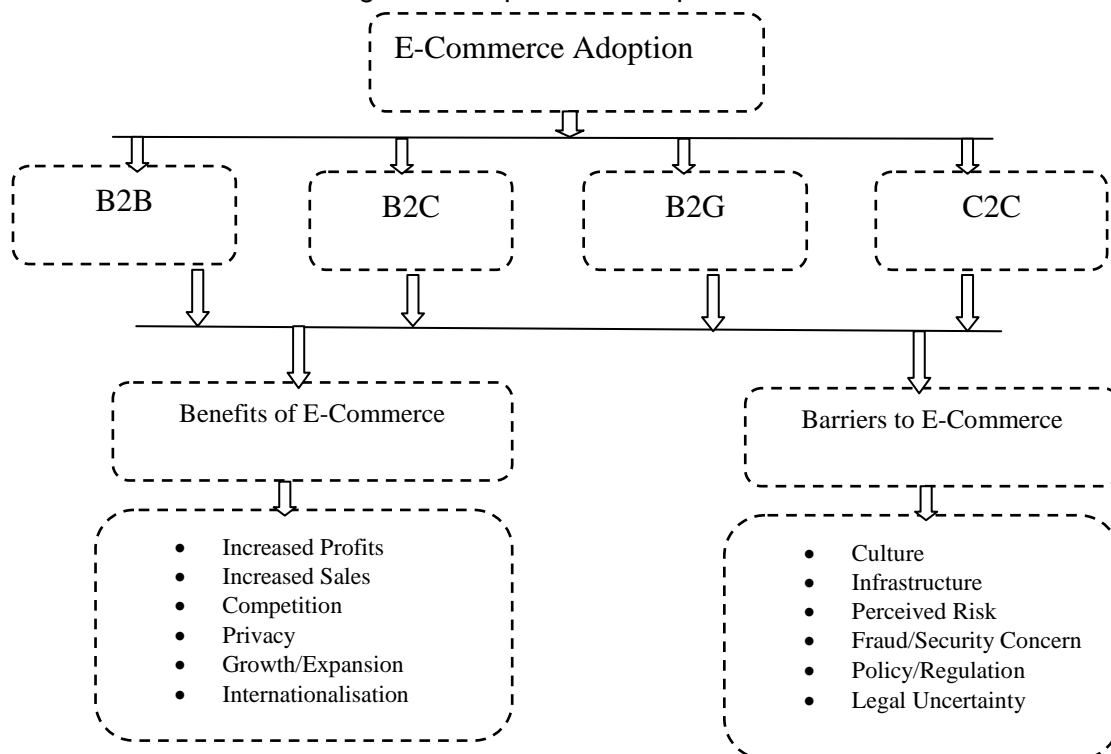 E-Commerce Adoption
B2B
B2C
B2G
C2C
Benefits of E-Commerce
Barriers to E-Commerce
• Increased Profits
• Increased Sales
• Competition
• Privacy
• Growth/Expansion
• Internationalisation
• Culture
• Infrastructure
• Perceived Risk
• Fraud/Security Concern
• Policy/Regulation
• Legal Uncertainty